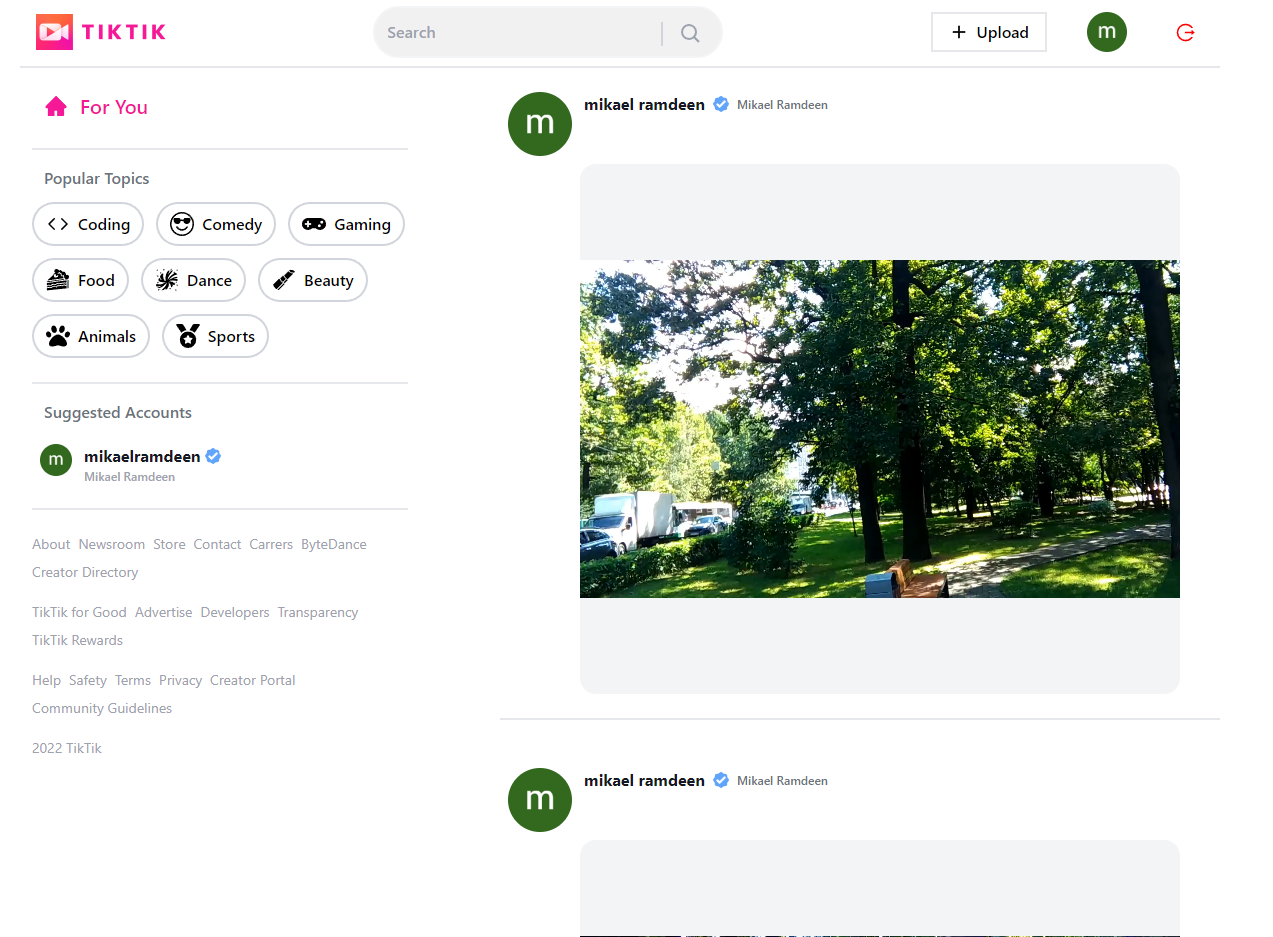 TIKTIK
Search
+ Upload
m
For You
Popular Topics
Coding
Comedy
Gaming
Food
Dance
Beauty
Animals
Sports
Suggested Accounts
m
mikaelramdeen
Mikael Ramdeen
About Newsroom Store Contact Carrers ByteDance
Creator Directory
TikTik for Good Advertise Developers Transparency
TikTik Rewards
Help Safety Terms Privacy Creator Portal
Community Guidelines
2022 TikTik
m
mikael ramdeen Mikael Ramdeen
m
mikael ramdeen Mikael Ramdeen